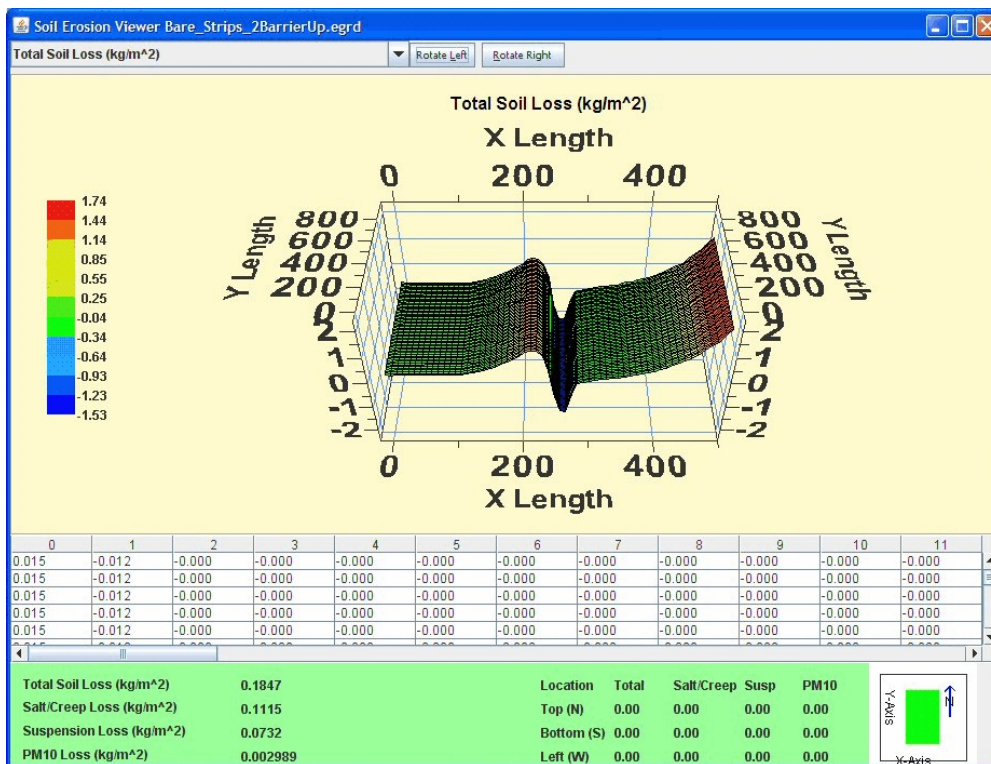 Soil Erosion Viewer Bare_Strips_2BarrierUp.egrd
Total Soil Loss (kg/m^2) Rotate Left Rotate Right
Total Soil Loss (kg/m^2)
X Length
0 200 400
1.74
1.44
1.14
0.85
0.55
0.25
-0.04
-0.34
-0.64
-0.93
-1.23
-1.53
Y Length
800
600
400
200
0
2
1
0
-1
-2
Y Length
800
600
400
200
0
2
1
0
-1
-2
0 200 400
X Length
0 1 2 3 4 5 6 7 8 9 10 11
0.015 -0.012 -0.000 -0.000 -0.000 -0.000 -0.000 -0.000 -0.000 -0.000 -0.000 -0.000
0.015 -0.012 -0.000 -0.000 -0.000 -0.000 -0.000 -0.000 -0.000 -0.000 -0.000 -0.000
0.015 -0.012 -0.000 -0.000 -0.000 -0.000 -0.000 -0.000 -0.000 -0.000 -0.000 -0.000
0.015 -0.012 -0.000 -0.000 -0.000 -0.000 -0.000 -0.000 -0.000 -0.000 -0.000 -0.000
0.015 -0.012 -0.000 -0.000 -0.000 -0.000 -0.000 -0.000 -0.000 -0.000 -0.000 -0.000
Total Soil Loss (kg/m^2) 0.1847 Location Total Salt/Creep Susp PM10
Salt/Creep Loss (kg/m^2) 0.1115 Top (N) 0.00 0.00 0.00 0.00
Suspension Loss (kg/m^2) 0.0732 Bottom (S) 0.00 0.00 0.00 0.00
PM10 Loss (kg/m^2) 0.002989 Left (W) 0.00 0.00 0.00 0.00
Y-Axis
N
X-Axis